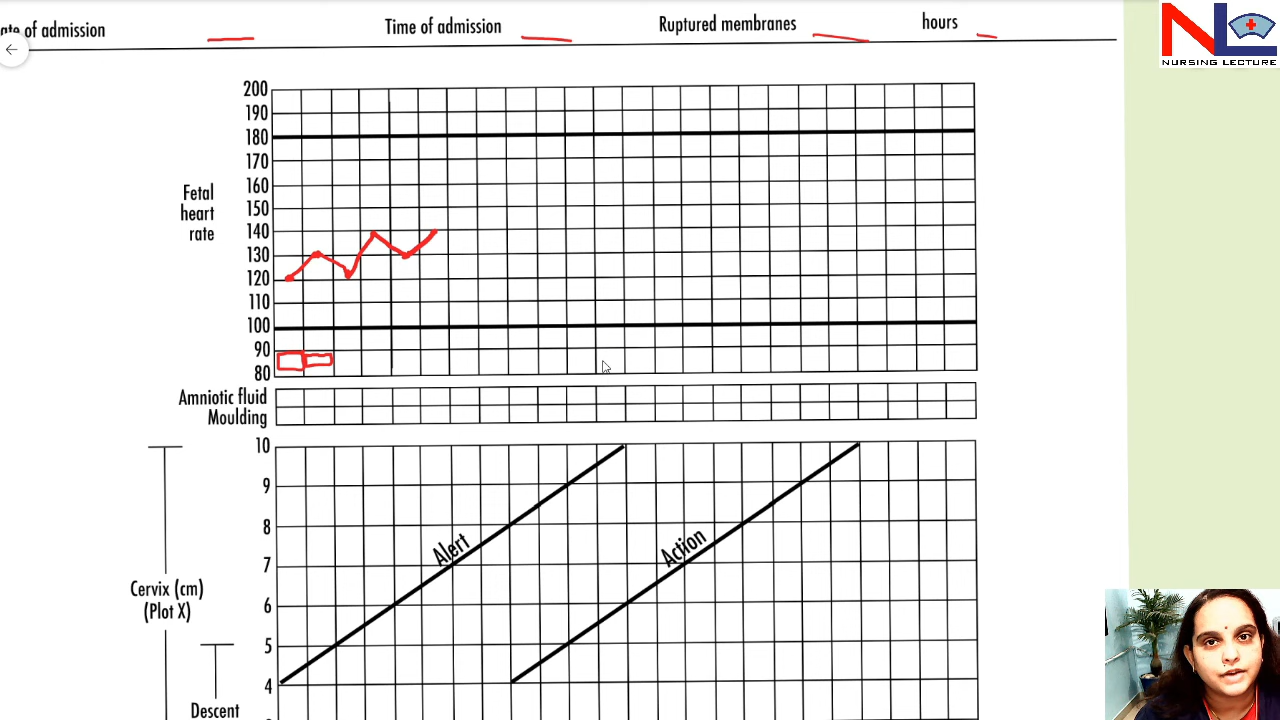 ate of admission Time of admission Ruptured membranes hours
NL
NURSING LECTURE
200
190
180
170
160
150
140
130
120
110
100
90
80
Fetal
heart
rate
Amniotic fluid
Moulding
10
9
8
7
6
5
4
Alert
Action
Cervix (cm)
(Plot X)
Descent